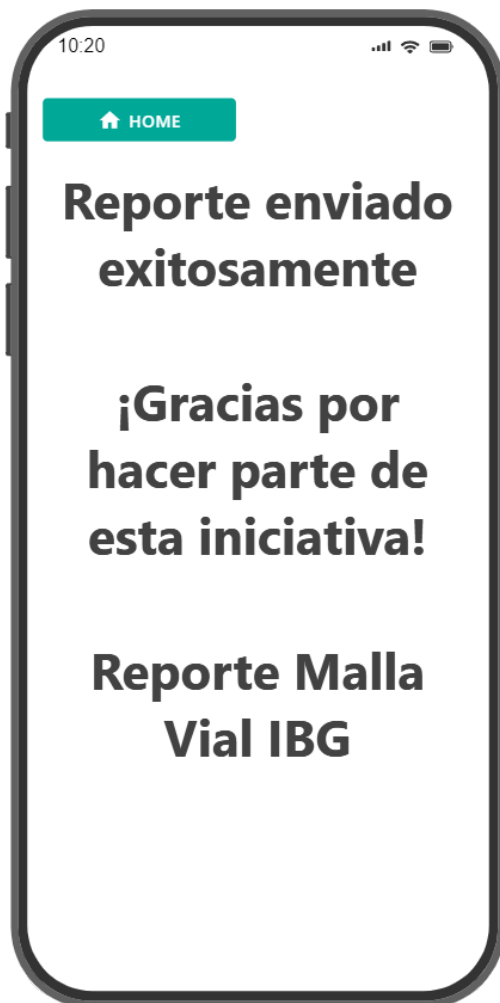 10:20
HOME
Reporte enviado
exitosamente
¡Gracias por
hacer parte de
esta iniciativa!
Reporte Malla
Vial IBG